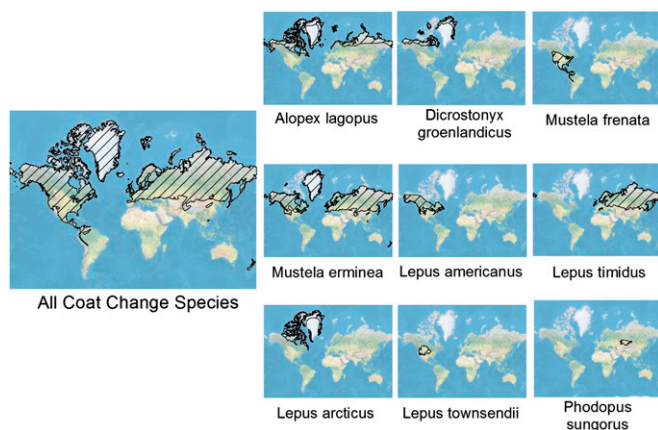 Alopex lagopus
Dicrostonyx
groenlandicus
Mustela frenata
All Coat Change Species
Mustela erminea
Lepus americanus
Lepus timidus
Lepus arcticus
Lepus townsendii
Phodopus
sungorus